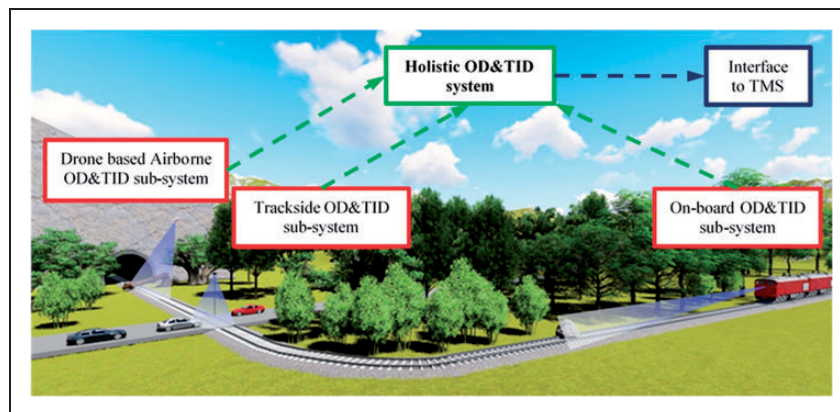 Holistic OD&TID
system
Interface
to TMS
Drone based Airborne
OD&TID sub-system
Trackside OD&TID
sub-system
On-board OD&TID
sub-system